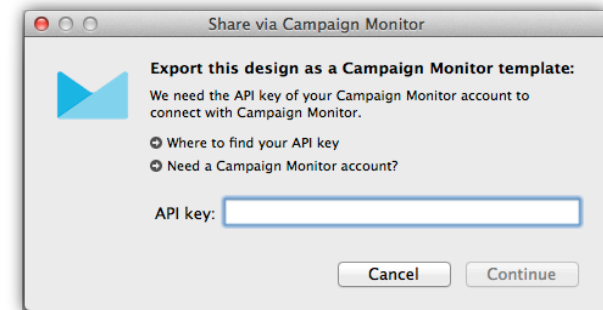 Share via Campaign Monitor
Export this design as a Campaign Monitor template:
We need the API key of your Campaign Monitor account to
connect with Campaign Monitor.
Where to find your API key
Need a Campaign Monitor account?
API key:
Cancel
Continue